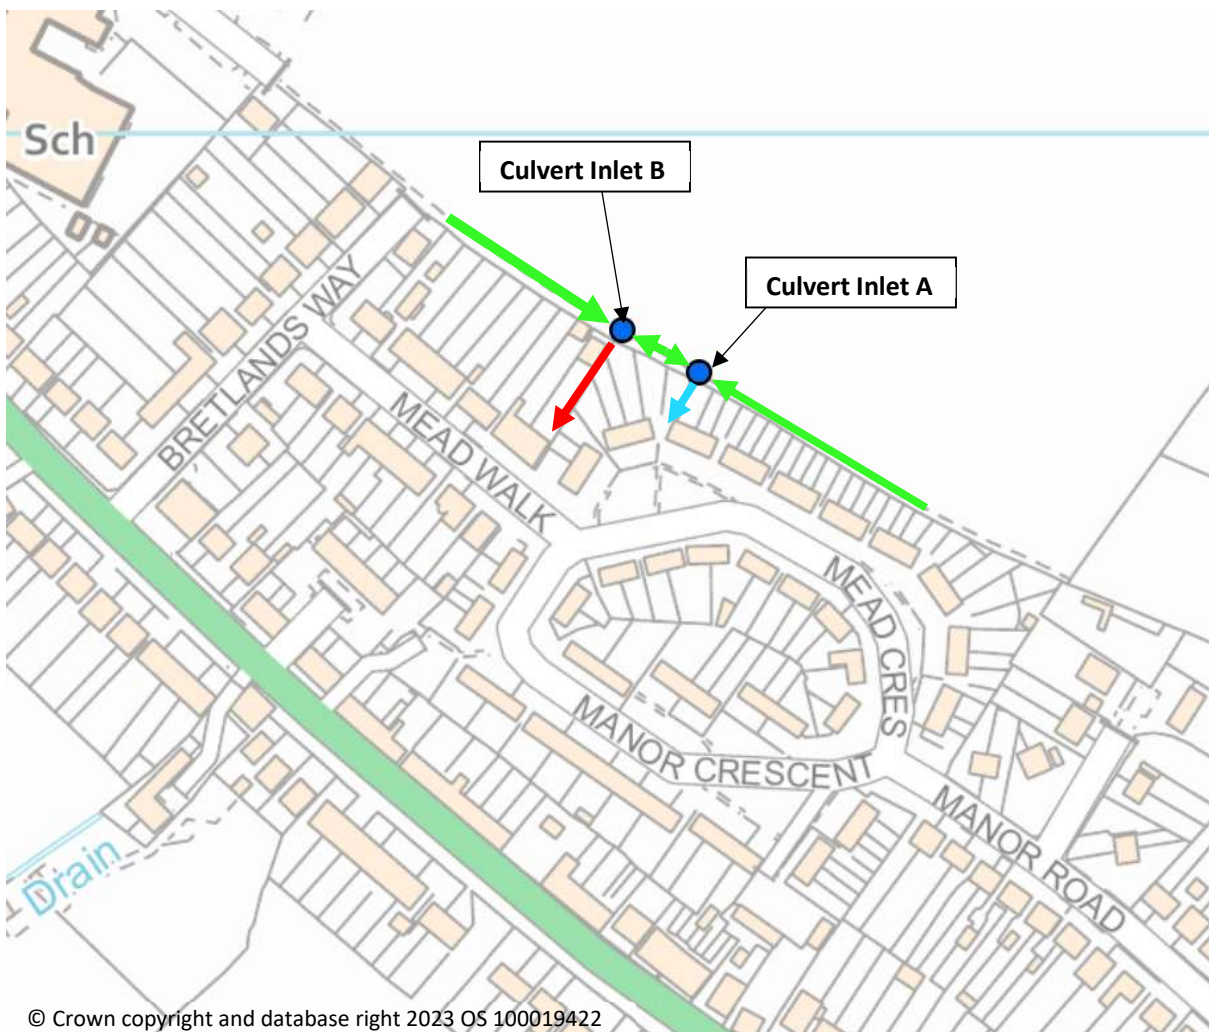 Sch
Culvert Inlet B
Culvert Inlet A
BRETLANDS WAY
MEAD WALK
MEAD CRES
MANOR CRESCENT
MANOR ROAD
Drain
© Crown copyright and database right 2023 OS 100019422